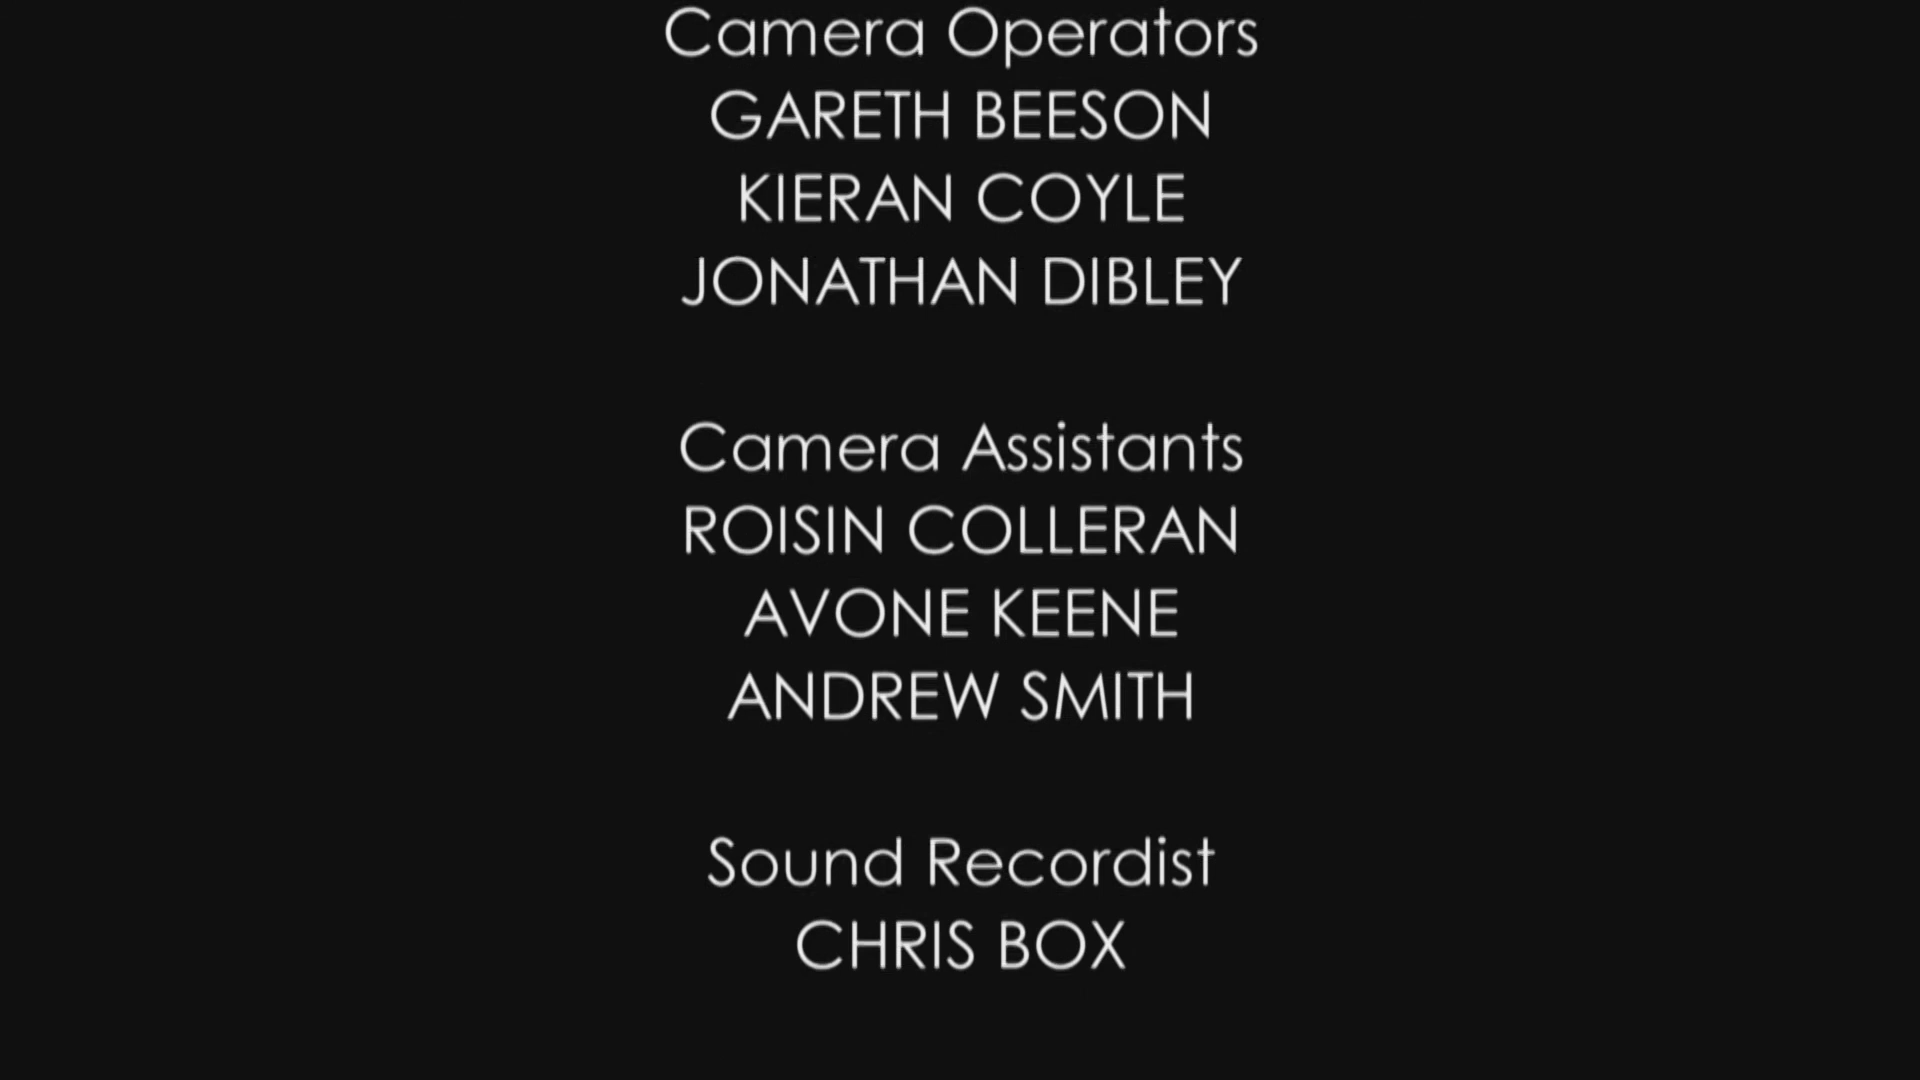 Camera Operators
GARETH BEESON
KIERAN COYLE
JONATHAN DIBLEY
Camera Assistants
ROISIN COLLERAN
AVONE KEENE
ANDREW SMITH
Sound Recordist
CHRIS BOX